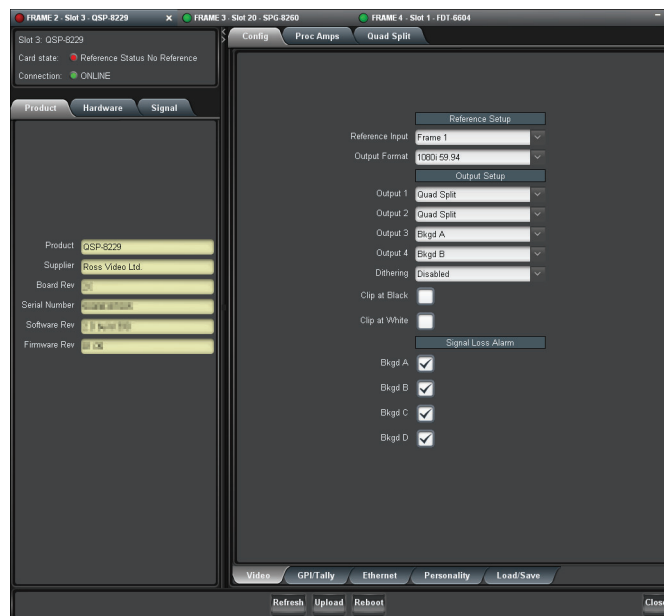 FRAME 2 - Slot 3 - QSP-8229 x FRAME 3 - Slot 20 - SPG-8260 FRAME 4 - Slot 1 - FDT-6604
Slot 3: QSP-8229
Card state: Reference Status No Reference
Connection: ONLINE
Product Hardware Signal
Product QSP-8229
Supplier Ross Video Ltd.
Board Rev
Serial Number
Software Rev
Firmware Rev
Config Proc Amps Quad Split
Reference Setup
Reference Input Frame 1
Output Format 1080i 59.94
Output Setup
Output 1 Quad Split
Output 2 Quad Split
Output 3 Bkgd A
Output 4 Bkgd B
Dithering Disabled
Clip at Black
Clip at White
Signal Loss Alarm
Bkgd A
Bkgd B
Bkgd C
Bkgd D
Video GPI/Tally Ethernet Personality Load/Save
Refresh Upload Reboot Close